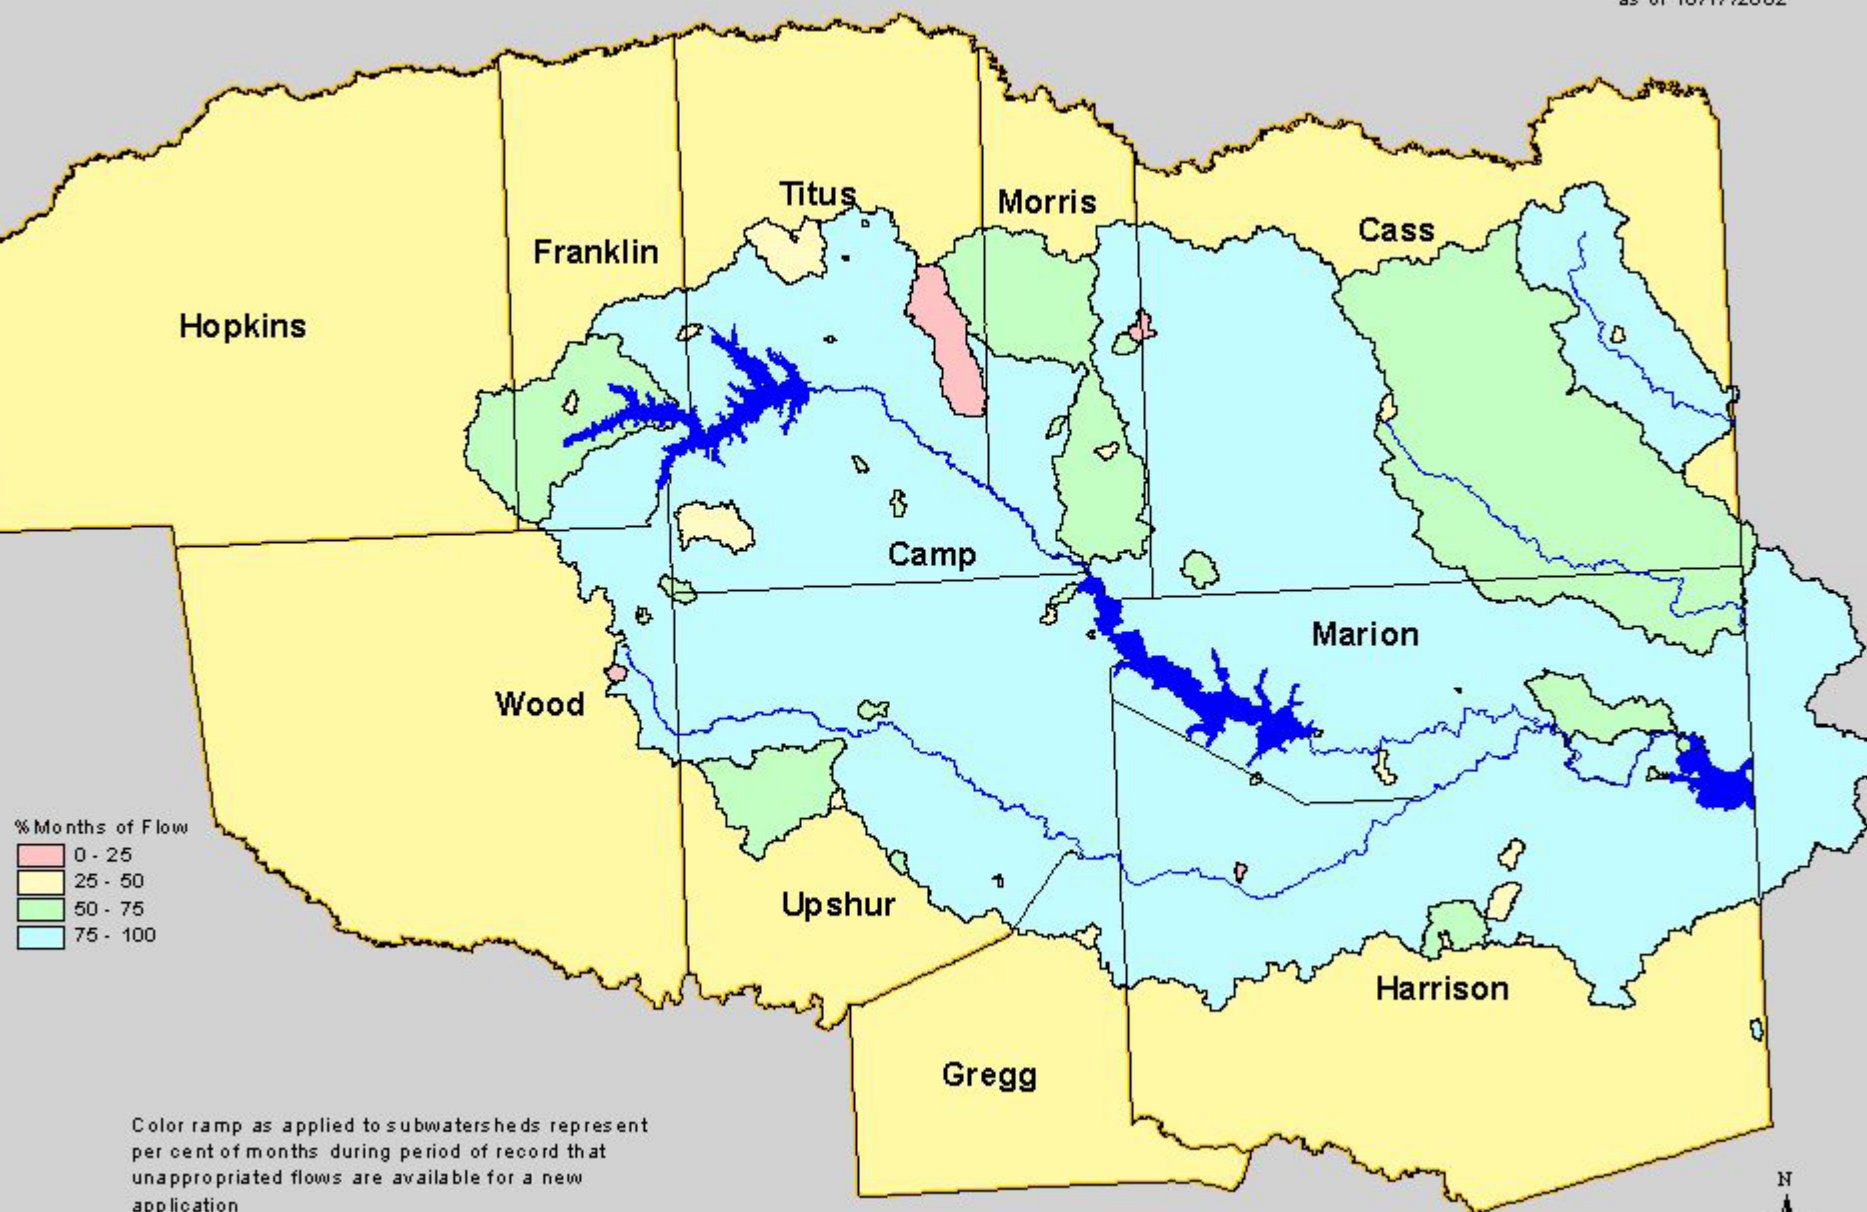 as of
Titus
Morris
Cass
Franklin
Hopkins
Camp
Marion
Wood
% Months of Flow
0 - 25
25 - 50
50 - 75
75 - 100
Upshur
Harrison
Gregg
Color ramp as applied to subwatersheds represent
per cent of months during period of record that
unappropriated flows are available for a new
application
N